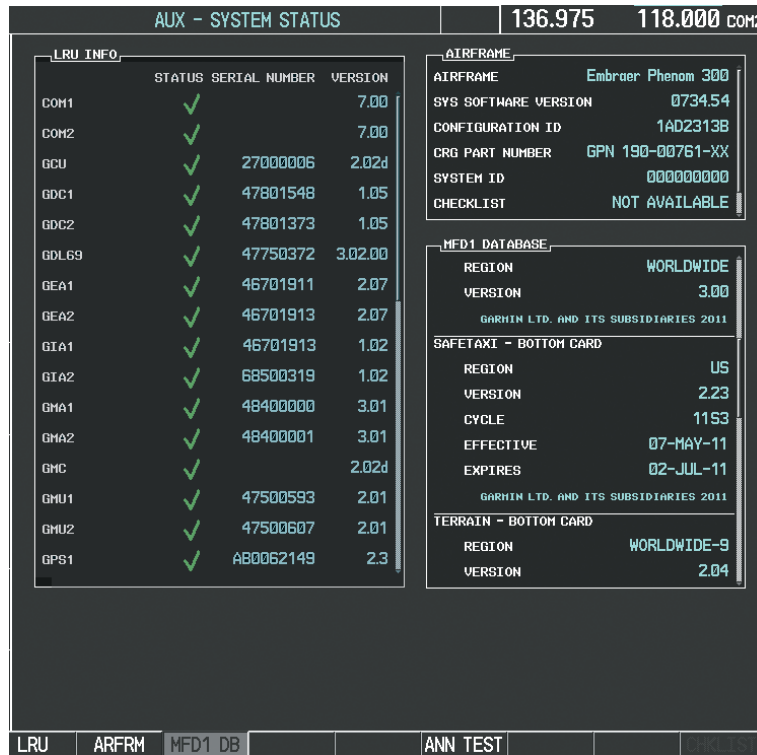 AUX - SYSTEM STATUS 136.975 118.000 COM2
LRU INFO
STATUS SERIAL NUMBER VERSION
COM1 7.00
COM2 7.00
GCU 27000006 2.02d
GDC1 47801548 1.05
GDC2 47801373 1.05
GDL69 47750372 3.02.00
GEA1 46701911 2.07
GEA2 46701913 2.07
GIA1 46701913 1.02
GIA2 68500319 1.02
GMA1 48400000 3.01
GMA2 48400001 3.01
GMC 2.02d
GMU1 47500593 2.01
GMU2 47500607 2.01
GPS1 AB0062149 2.3
AIRFRAME
AIRFRAME Embraer Phenom 300
SYS SOFTWARE VERSION 0734.54
CONFIGURATION ID 1AD2313B
CRG PART NUMBER GPN 190-00761-XX
SYSTEM ID 000000000
CHECKLIST NOT AVAILABLE
MFD1 DATABASE
REGION WORLDWIDE
VERSION 3.00
GARMIN LTD. AND ITS SUBSIDIARIES 2011
SAFETAXI - BOTTOM CARD
REGION US
VERSION 2.23
CYCLE 11S3
EFFECTIVE 07-MAY-11
EXPIRES 02-JUL-11
GARMIN LTD. AND ITS SUBSIDIARIES 2011
TERRAIN - BOTTOM CARD
REGION WORLDWIDE-9
VERSION 2.04
LRU ARFRM MFD1 DB ANN TEST CHKLIST